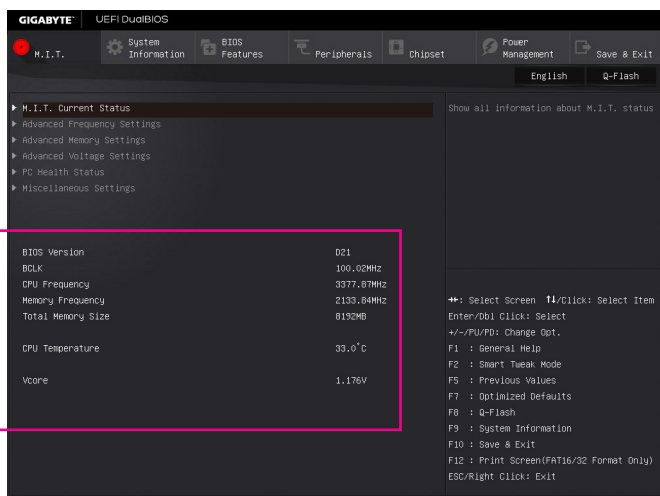 GIGABYTE™ UEFI DualBIOS
M.I.T.
System Information
BIOS Features
Peripherals
Chipset
Power Management
Save & Exit
English Q-Flash
M.I.T. Current Status
Show all information about M.I.T. status
Advanced Frequency Settings
Advanced Memory Settings
Advanced Voltage Settings
PC Health Status
Miscellaneous Settings
BIOS Version D21
BCLK 100.02MHz
CPU Frequency 3377.87MHz
Memory Frequency 2133.84MHz
Total Memory Size 8192MB
CPU Temperature 33.0°C
Vcore 1.176V
→←: Select Screen ↑↓/Click: Select Item
Enter/Dbl Click: Select
+/-/PU/PD: Change Opt.
F1 : General Help
F2 : Smart Tweak Mode
F5 : Previous Values
F7 : Optimized Defaults
F8 : Q-Flash
F9 : System Information
F10 : Save & Exit
F12 : Print Screen(FAT16/32 Format Only)
ESC/Right Click: Exit